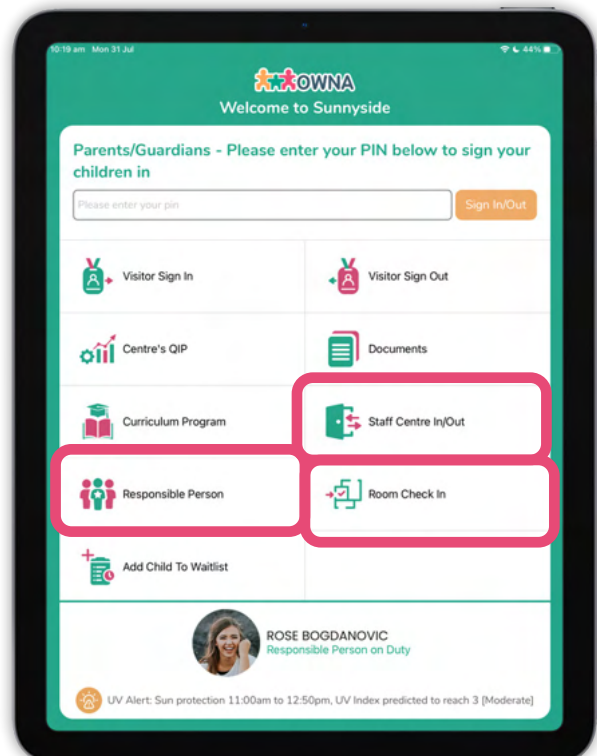 10:19 am Mon 31 Jul
44%
OWNA
Welcome to Sunnyside
Parents/Guardians - Please enter your PIN below to sign your
children in
Please enter your pin
Sign In/Out
Visitor Sign In
Visitor Sign Out
Centre's QIP
Documents
Curriculum Program
Staff Centre In/Out
Responsible Person
Room Check In
Add Child To Waitlist
ROSE BOGDANOVIC
Responsible Person on Duty
UV Alert: Sun protection 11:00am to 12:50pm, UV Index predicted to reach 3 [Moderate]